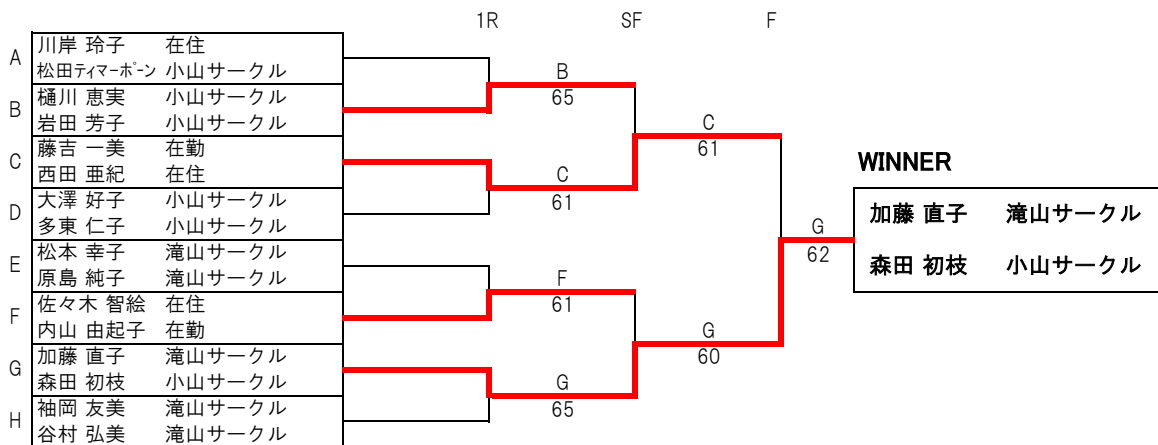 1R SF F
A 川岸 玲子 在住
松田ティマーポーン 小山サークル
B 樋川 恵実 小山サークル
岩田 芳子 小山サークル
C 藤吉 一美 在勤
西田 亜紀 在住
D 大澤 好子 小山サークル
多東 仁子 小山サークル
E 松本 幸子 滝山サークル
原島 純子 滝山サークル
F 佐々木 智絵 在住
内山 由起子 在勤
G 加藤 直子 滝山サークル
森田 初枝 小山サークル
H 袖岡 友美 滝山サークル
谷村 弘美 滝山サークル
B
65
C
61
F
61
G
65
C
61
G
60
G
62
WINNER
加藤 直子 滝山サークル
森田 初枝 小山サークル